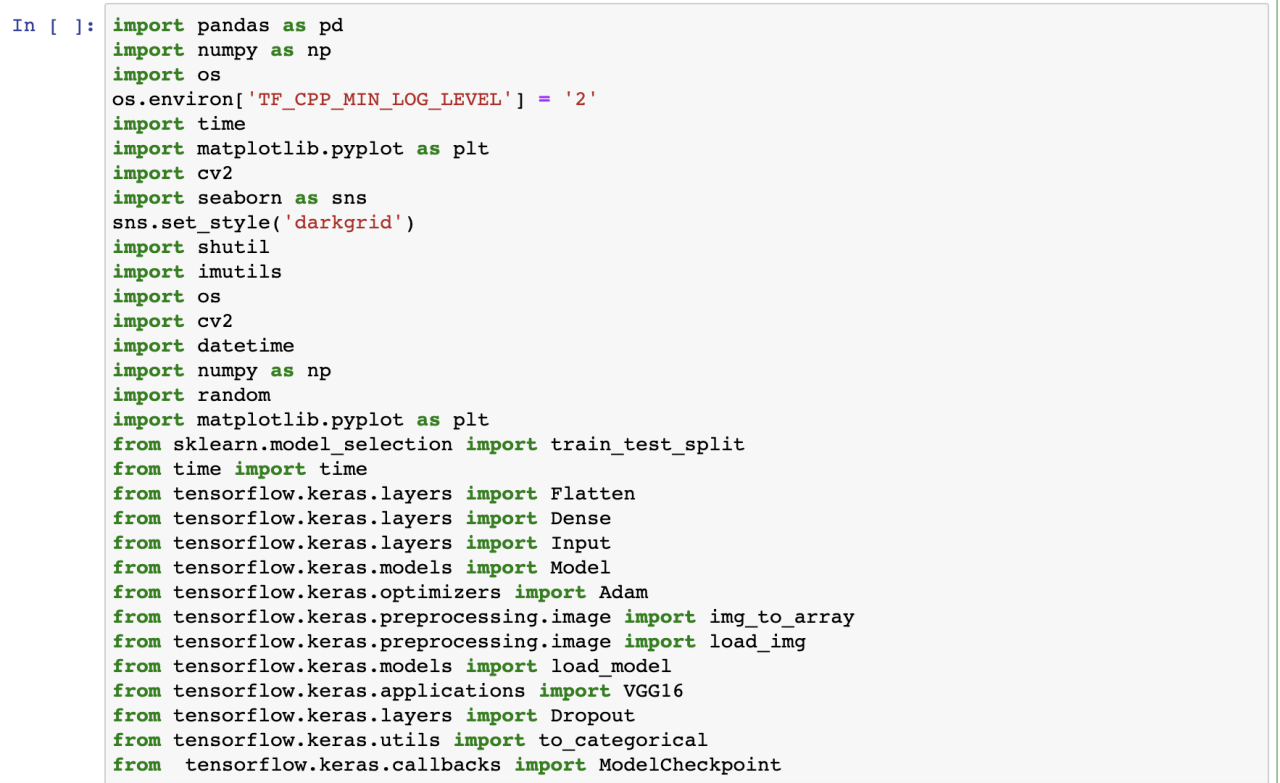 In [ ]: import pandas as pd
import numpy as np
import os
os.environ['TF_CPP_MIN_LOG_LEVEL'] = '2'
import time
import matplotlib.pyplot as plt
import cv2
import seaborn as sns
sns.set_style('darkgrid')
import shutil
import imutils
import os
import cv2
import datetime
import numpy as np
import random
import matplotlib.pyplot as plt
from sklearn.model_selection import train_test_split
from time import time
from tensorflow.keras.layers import Flatten
from tensorflow.keras.layers import Dense
from tensorflow.keras.layers import Input
from tensorflow.keras.models import Model
from tensorflow.keras.optimizers import Adam
from tensorflow.keras.preprocessing.image import img_to_array
from tensorflow.keras.preprocessing.image import load_img
from tensorflow.keras.models import load_model
from tensorflow.keras.applications import VGG16
from tensorflow.keras.layers import Dropout
from tensorflow.keras.utils import to_categorical
from  tensorflow.keras.callbacks import ModelCheckpoint